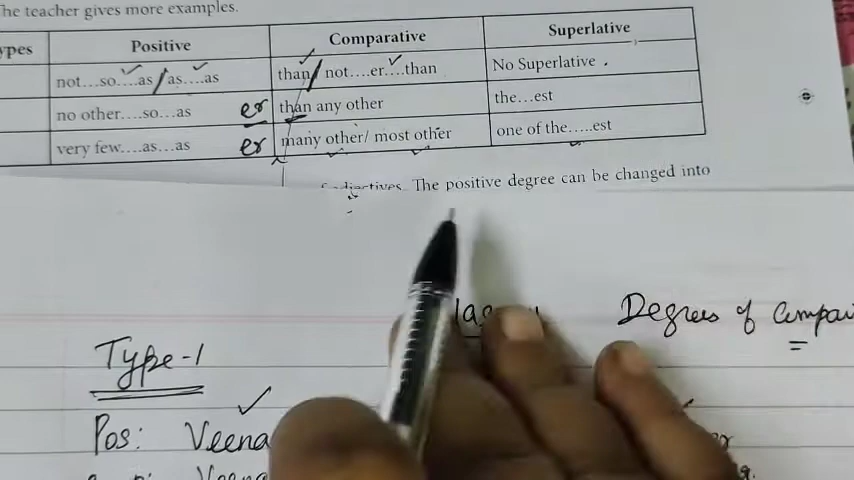 The teacher gives more examples.
ypes Positive Comparative Superlative
not...so....as/as....as than/ not...er....than No Superlative .
no other....so...as er than any other the...est
very few....as...as er many other/ most other one of the.....est
adjectives. The positive degree can be changed into
Degrees of Compari
Type-1
Pos: Veena